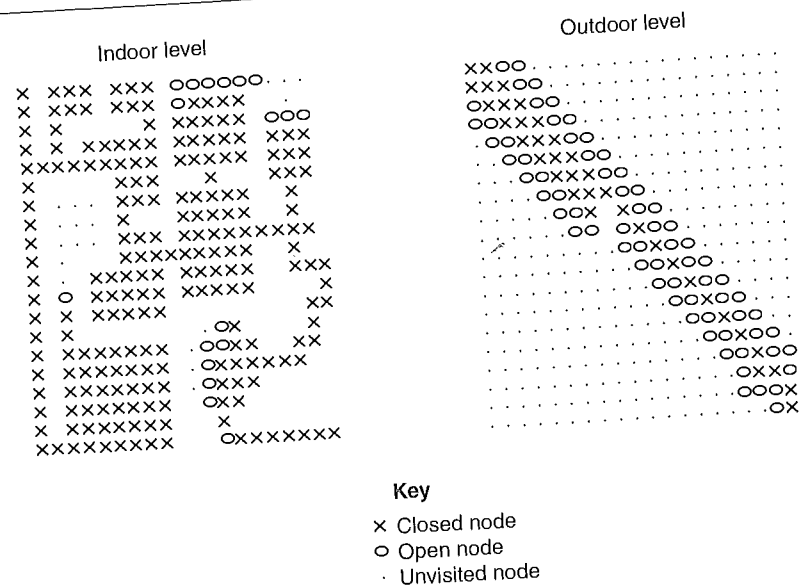 Indoor level
Outdoor level
Key
× Closed node
O Open node
. Unvisited node